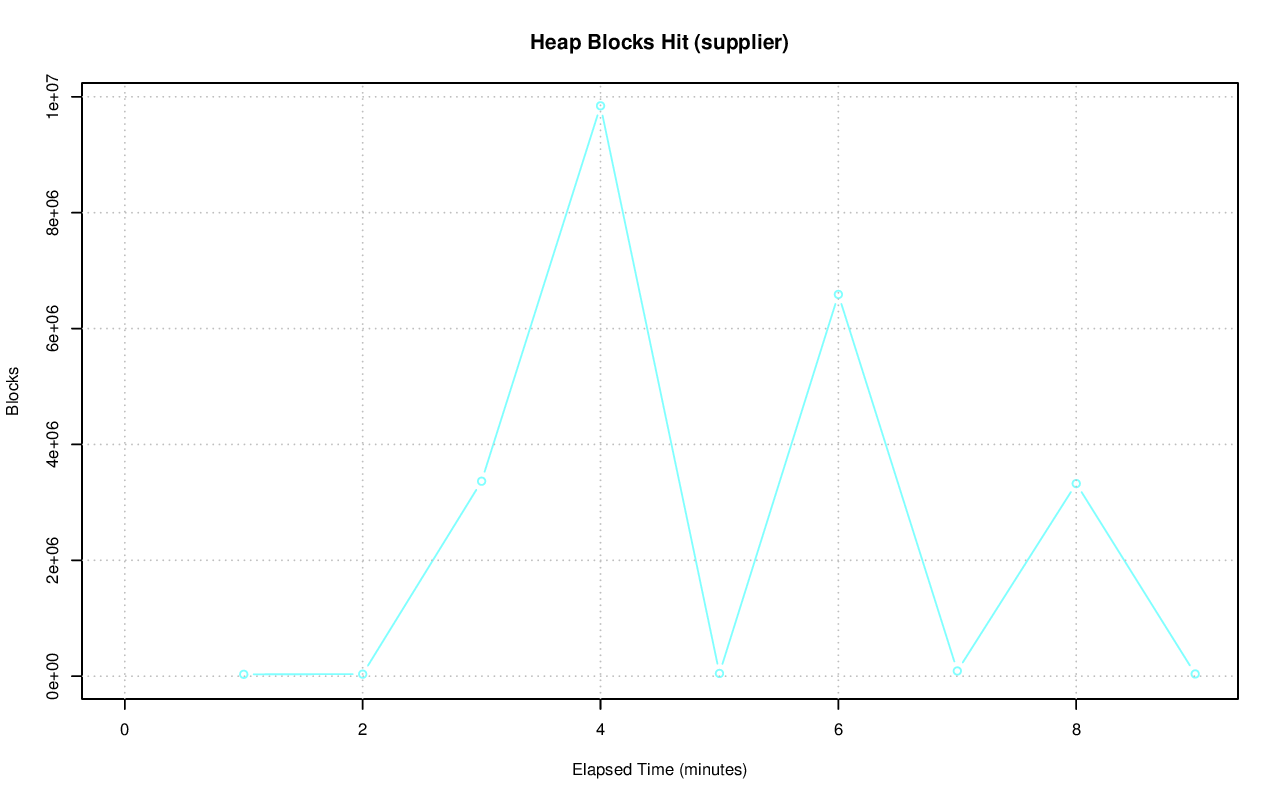 Heap Blocks Hit (supplier)
1e+07
8e+06
6e+06
4e+06
2e+06
0e+00
Blocks
0 2 4 6 8
Elapsed Time (minutes)